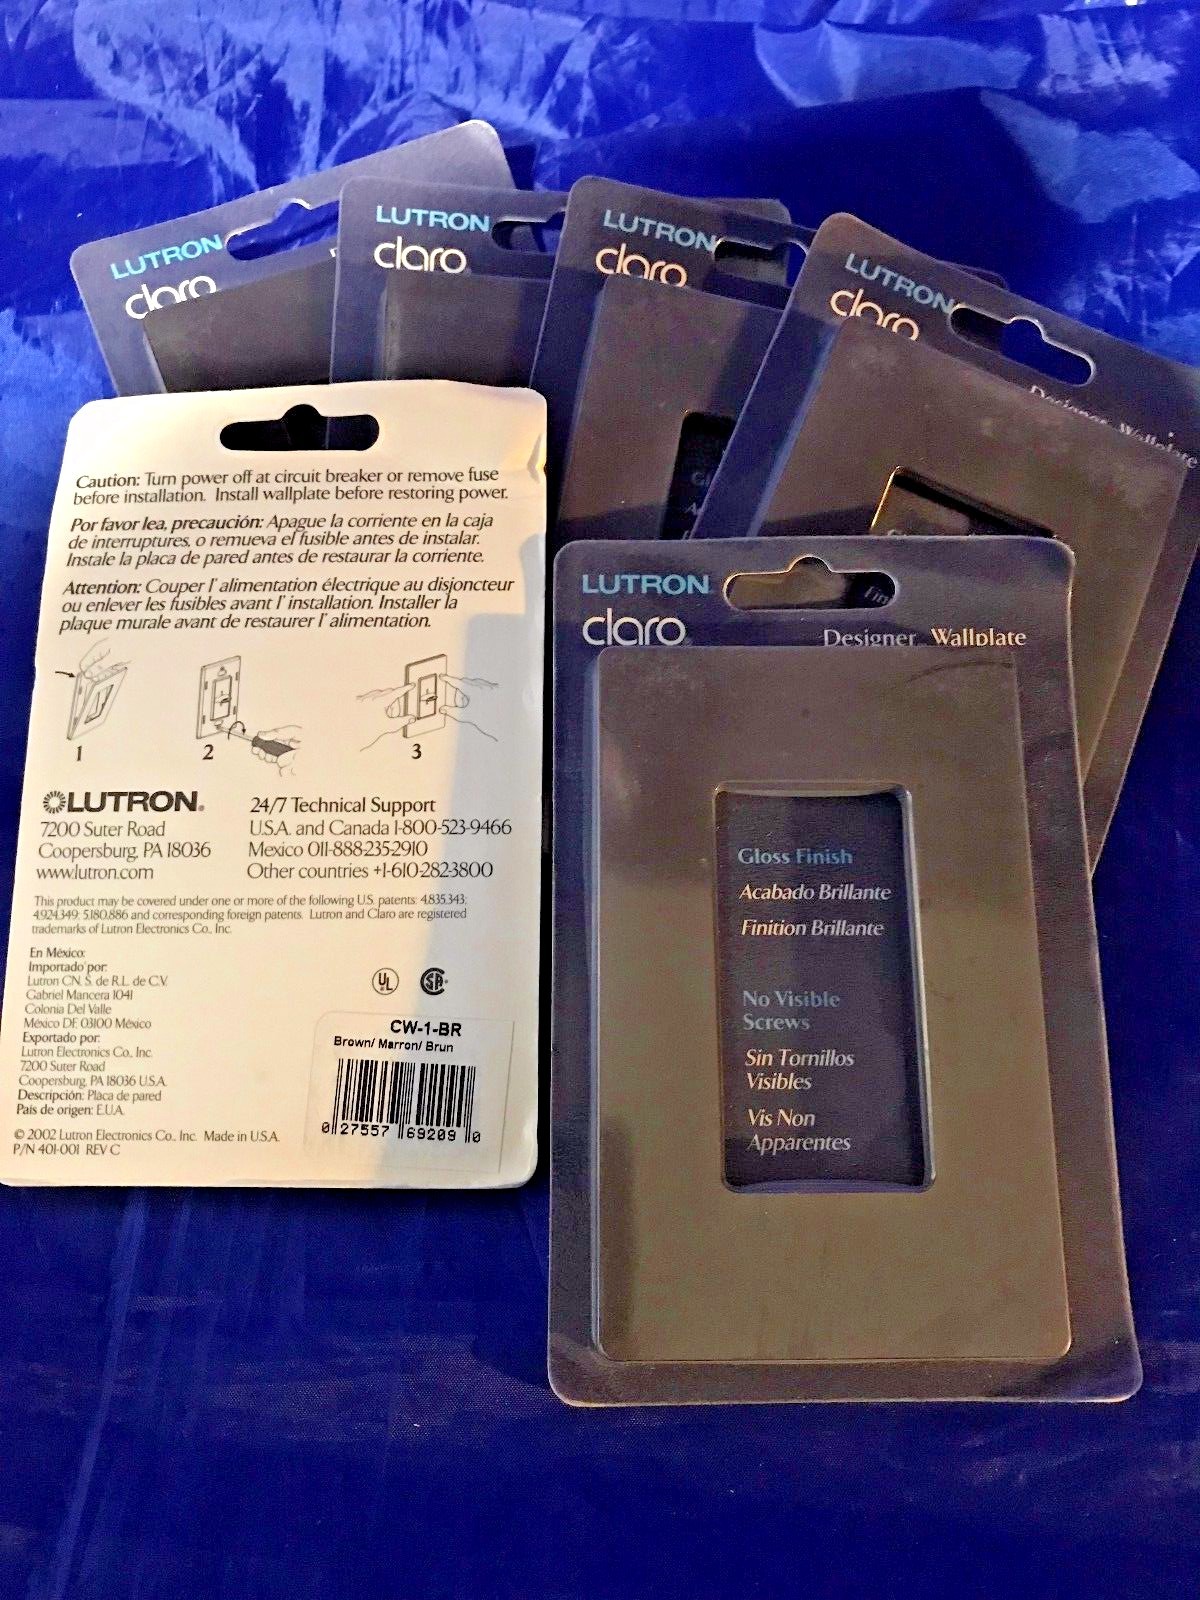 LUTRON
claro
LUTRON
claro
LUTRON
claro
LUTRON
claro
Designer Wallplate
Caution: Turn power off at circuit breaker or remove fuse
before installation. Install wallplate before restoring power.
Por favor lea, precaución: Apague la corriente en la caja
de interruptures, o remueva el fusible antes de instalar.
Instale la placa de pared antes de restaurar la corriente.
Attention: Couper l'alimentation électrique au disjoncteur
ou enlever les fusibles avant l'installation. Installer la
plaque murale avant de restaurer l'alimentation.
1 2 3
LUTRON®
7200 Suter Road
Coopersburg, PA 18036
www.lutron.com
24/7 Technical Support
U.S.A. and Canada 1-800-523-9466
Mexico 011-888-235-2910
Other countries +1-610-282-3800
This product may be covered under one or more of the following U.S. patents: 4,835,343;
4,924,349; 5,180,886 and corresponding foreign patents. Lutron and Claro are registered
trademarks of Lutron Electronics Co., Inc.
En México:
Importado por:
Lutron CN, S. de R.L. de C.V.
Gabriel Mancera 1041
Colonia Del Valle
México DF, 03100 México
Exportado por:
Lutron Electronics Co., Inc.
7200 Suter Road
Coopersburg, PA 18036 U.S.A.
Descripción: Placa de pared
País de origen: E.U.A.
© 2002 Lutron Electronics Co., Inc. Made in U.S.A.
P/N 401-001 REV C
UL
CW-1-BR
Brown/ Marron/ Brun
0 27557 69209 0
LUTRON
claro®
Designer Wallplate
Gloss Finish
Acabado Brillante
Finition Brillante
No Visible
Screws
Sin Tornillos
Visibles
Vis Non
Apparentes